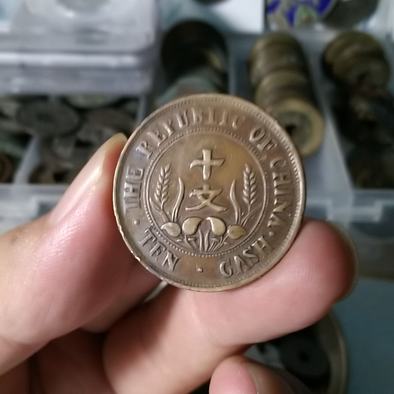 THE REPUBLIC OF CHINA
十
文
TEN CASH